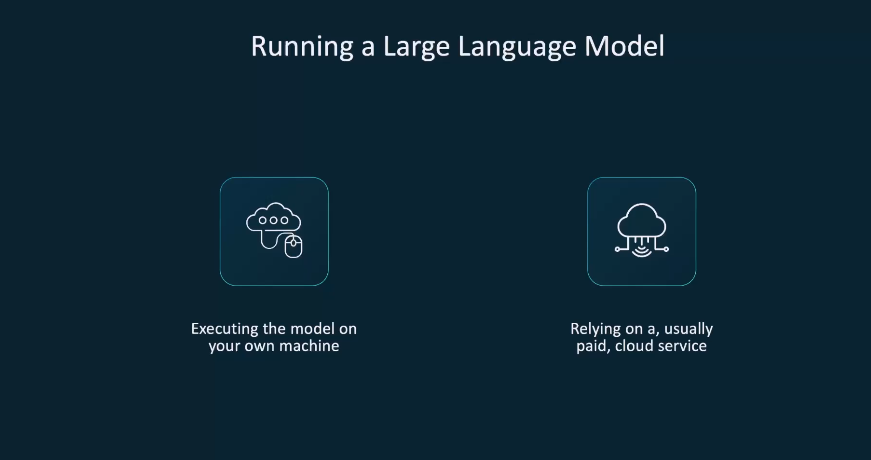 Running a Large Language Model
Executing the model on
your own machine
Relying on a, usually
paid, cloud service